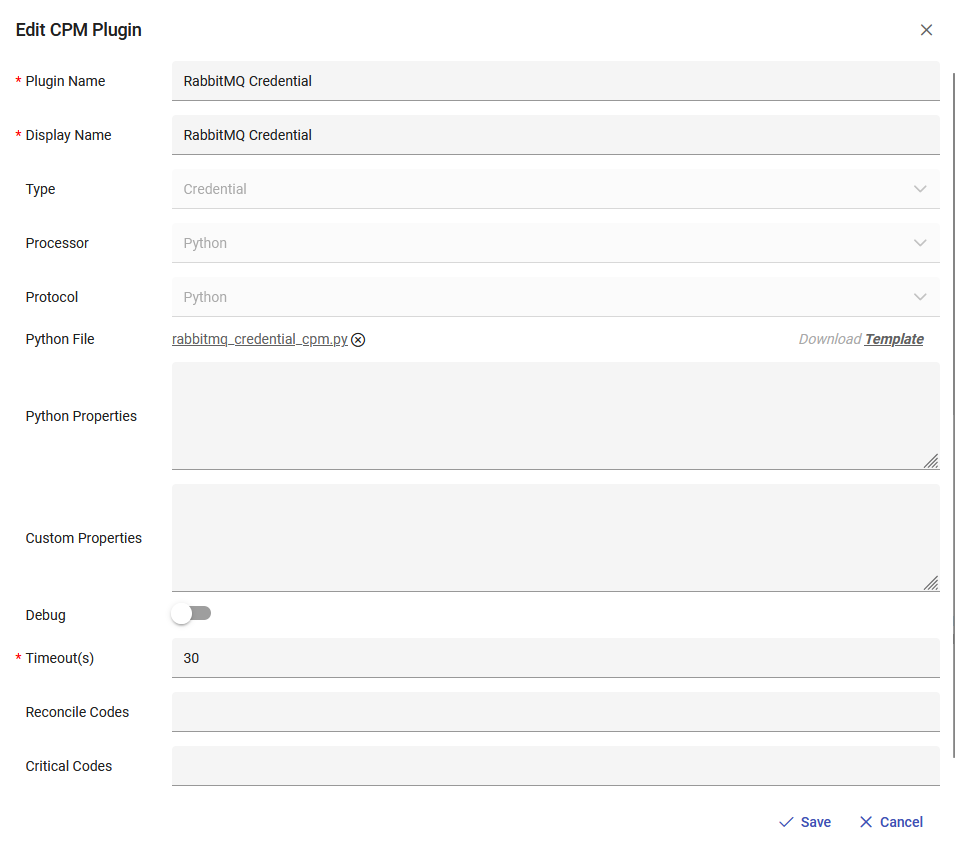 Edit CPM Plugin
* Plugin Name RabbitMQ Credential
* Display Name RabbitMQ Credential
Type Credential
Processor Python
Protocol Python
Python File rabbitmq_credential_cpm.py Download Template
Python Properties
Custom Properties
Debug
* Timeout(s) 30
Reconcile Codes
Critical Codes
Save Cancel